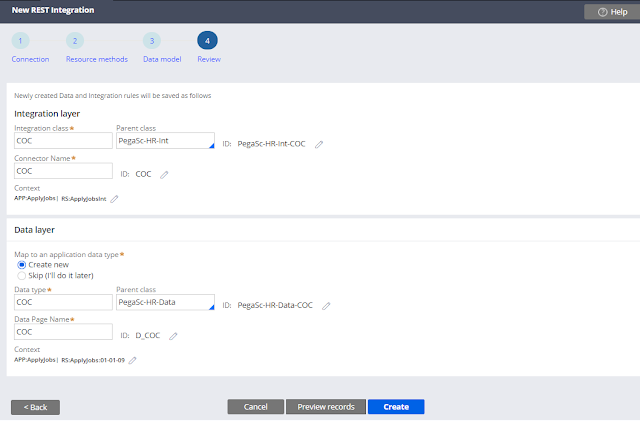 New REST Integration
Help
1 2 3 4
Connection Resource methods Data model Review
Newly created Data and Integration rules will be saved as follows
Integration layer
Integration class* Parent class
COC PegaSc-HR-Int ID: PegaSc-HR-Int-COC
Connector Name*
COC ID: COC
Context
APP:ApplyJobs| RS:ApplyJobsInt
Data layer
Map to an application data type*
Create new
Skip (I'll do it later)
Data type* Parent class
COC PegaSc-HR-Data ID: PegaSc-HR-Data-COC
Data Page Name*
COC ID: D_COC
Context
APP:ApplyJobs| RS:ApplyJobs:01-01-09
< Back Cancel Preview records Create